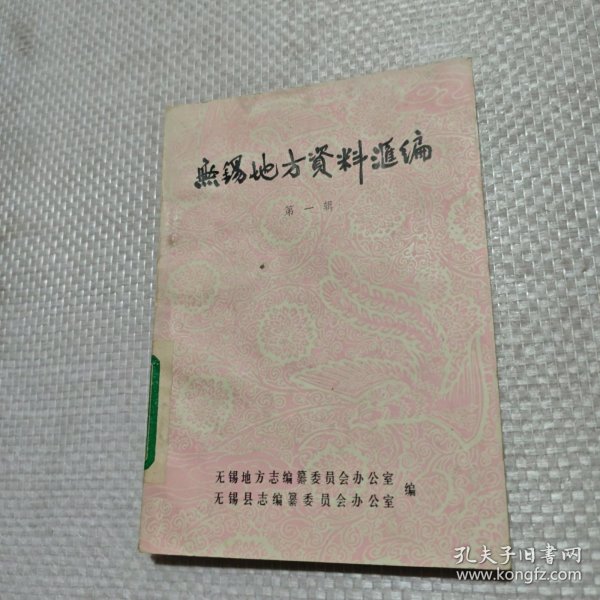 無锡地方資料滙编
第一辑
无锡地方志编纂委员会办公室
无锡县志编纂委员会办公室
编
孔夫子旧书网
www.kongfz.com